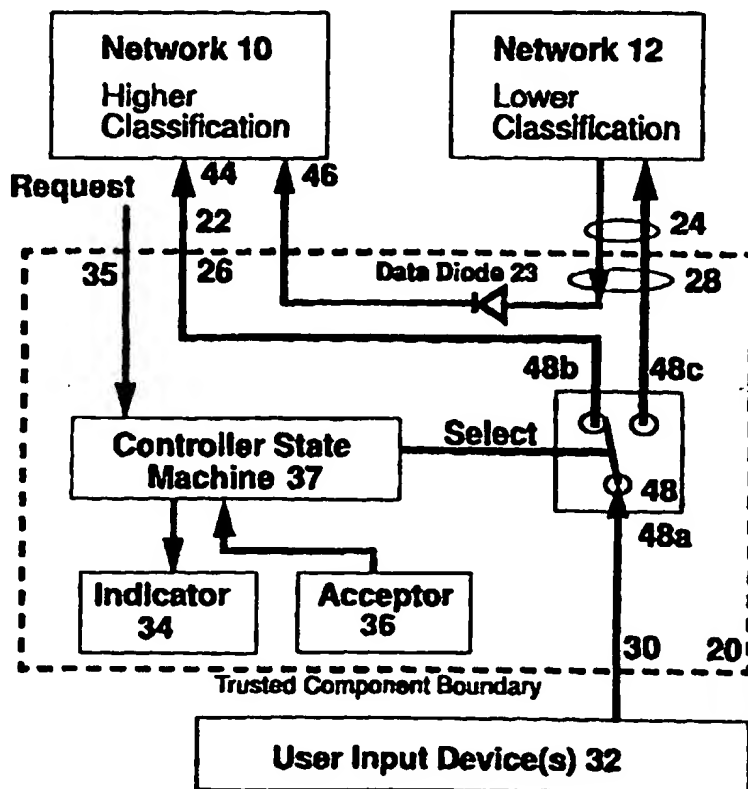 Network 10
Higher
Classification
Network 12
Lower
Classification
Request
44
46
22
24
35
26
Data Diode 23
28
48b
48c
Controller State
Machine 37
Select
48
48a
Indicator
34
Acceptor
36
30
20
Trusted Component Boundary
User Input Device(s) 32